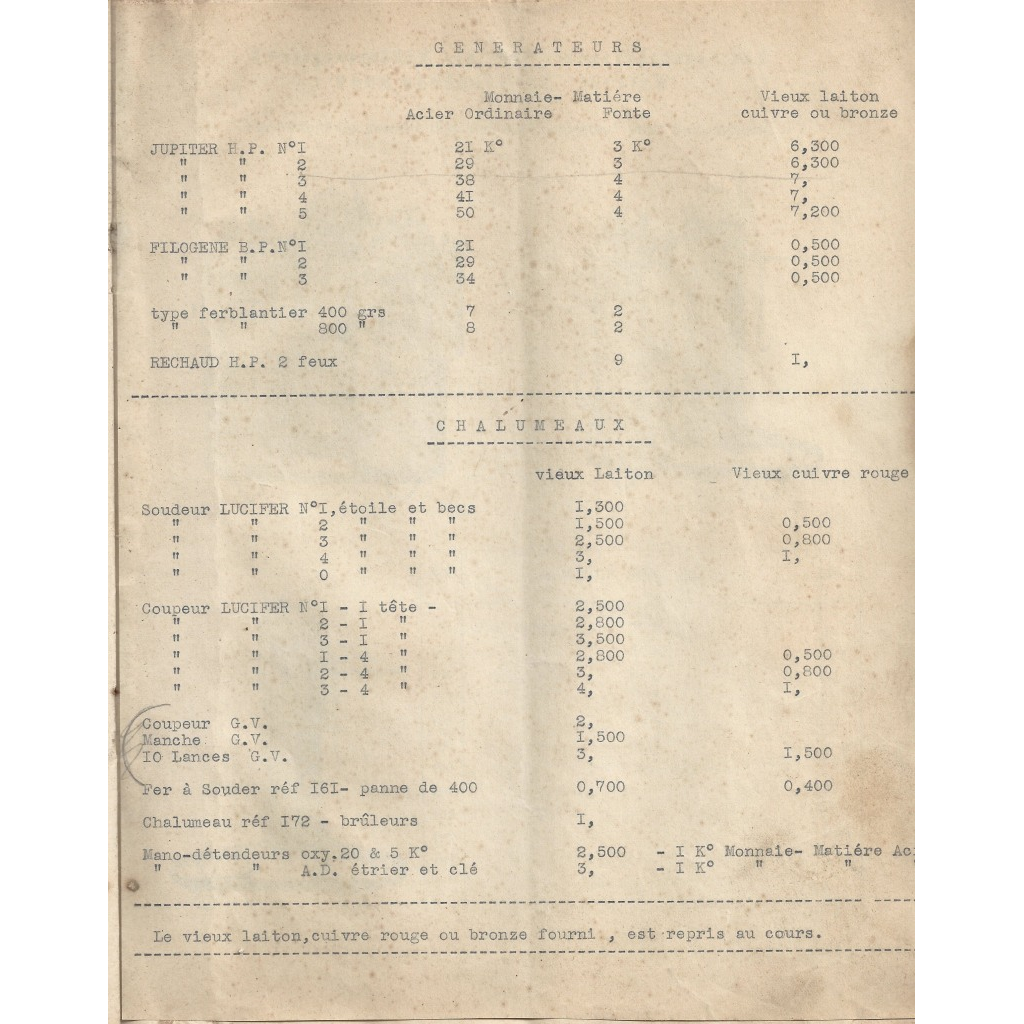 GENERATEURS
Monnaie- Matiére Vieux laiton
Acier Ordinaire Fonte cuivre ou bronze
JUPITER H.P. N°I 2I K° 3 K° 6,300
" " 2 29 3 6,300
" " 3 38 4 7,
" " 4 4I 4 7,
" " 5 50 4 7,200
FILOGENE B.P.N°I 2I 0,500
" " 2 29 0,500
" " 3 34 0,500
type ferblantier 400 grs 7 2
" " 800 " 8 2
RECHAUD H.P. 2 feux 9 I,
CHALUMEAUX
vieux Laiton Vieux cuivre rouge
Soudeur LUCIFER N°I,étoile et becs I,300
" " 2 " " " I,500 0,500
" " 3 " " " 2,500 0,800
" " 4 " " " 3, I,
" " 0 " " " I,
Coupeur LUCIFER N°I - I tête - 2,500
" " 2 - I " 2,800
" " 3 - I " 3,500
" " I - 4 " 2,800 0,500
" " 2 - 4 " 3, 0,800
" " 3 - 4 " 4, I,
Coupeur G.V. 2,
Manche G.V. I,500
IO Lances G.V. 3, I,500
Fer à Souder réf I6I- panne de 400 0,700 0,400
Chalumeau réf I72 - brûleurs I,
Mano-détendeurs oxy.20 & 5 K° 2,500 - I K° Monnaie- Matiére
" " A.D. étrier et clé 3, - I K° " "
Le vieux laiton,cuivre rouge ou bronze fourni , est repris au cours.